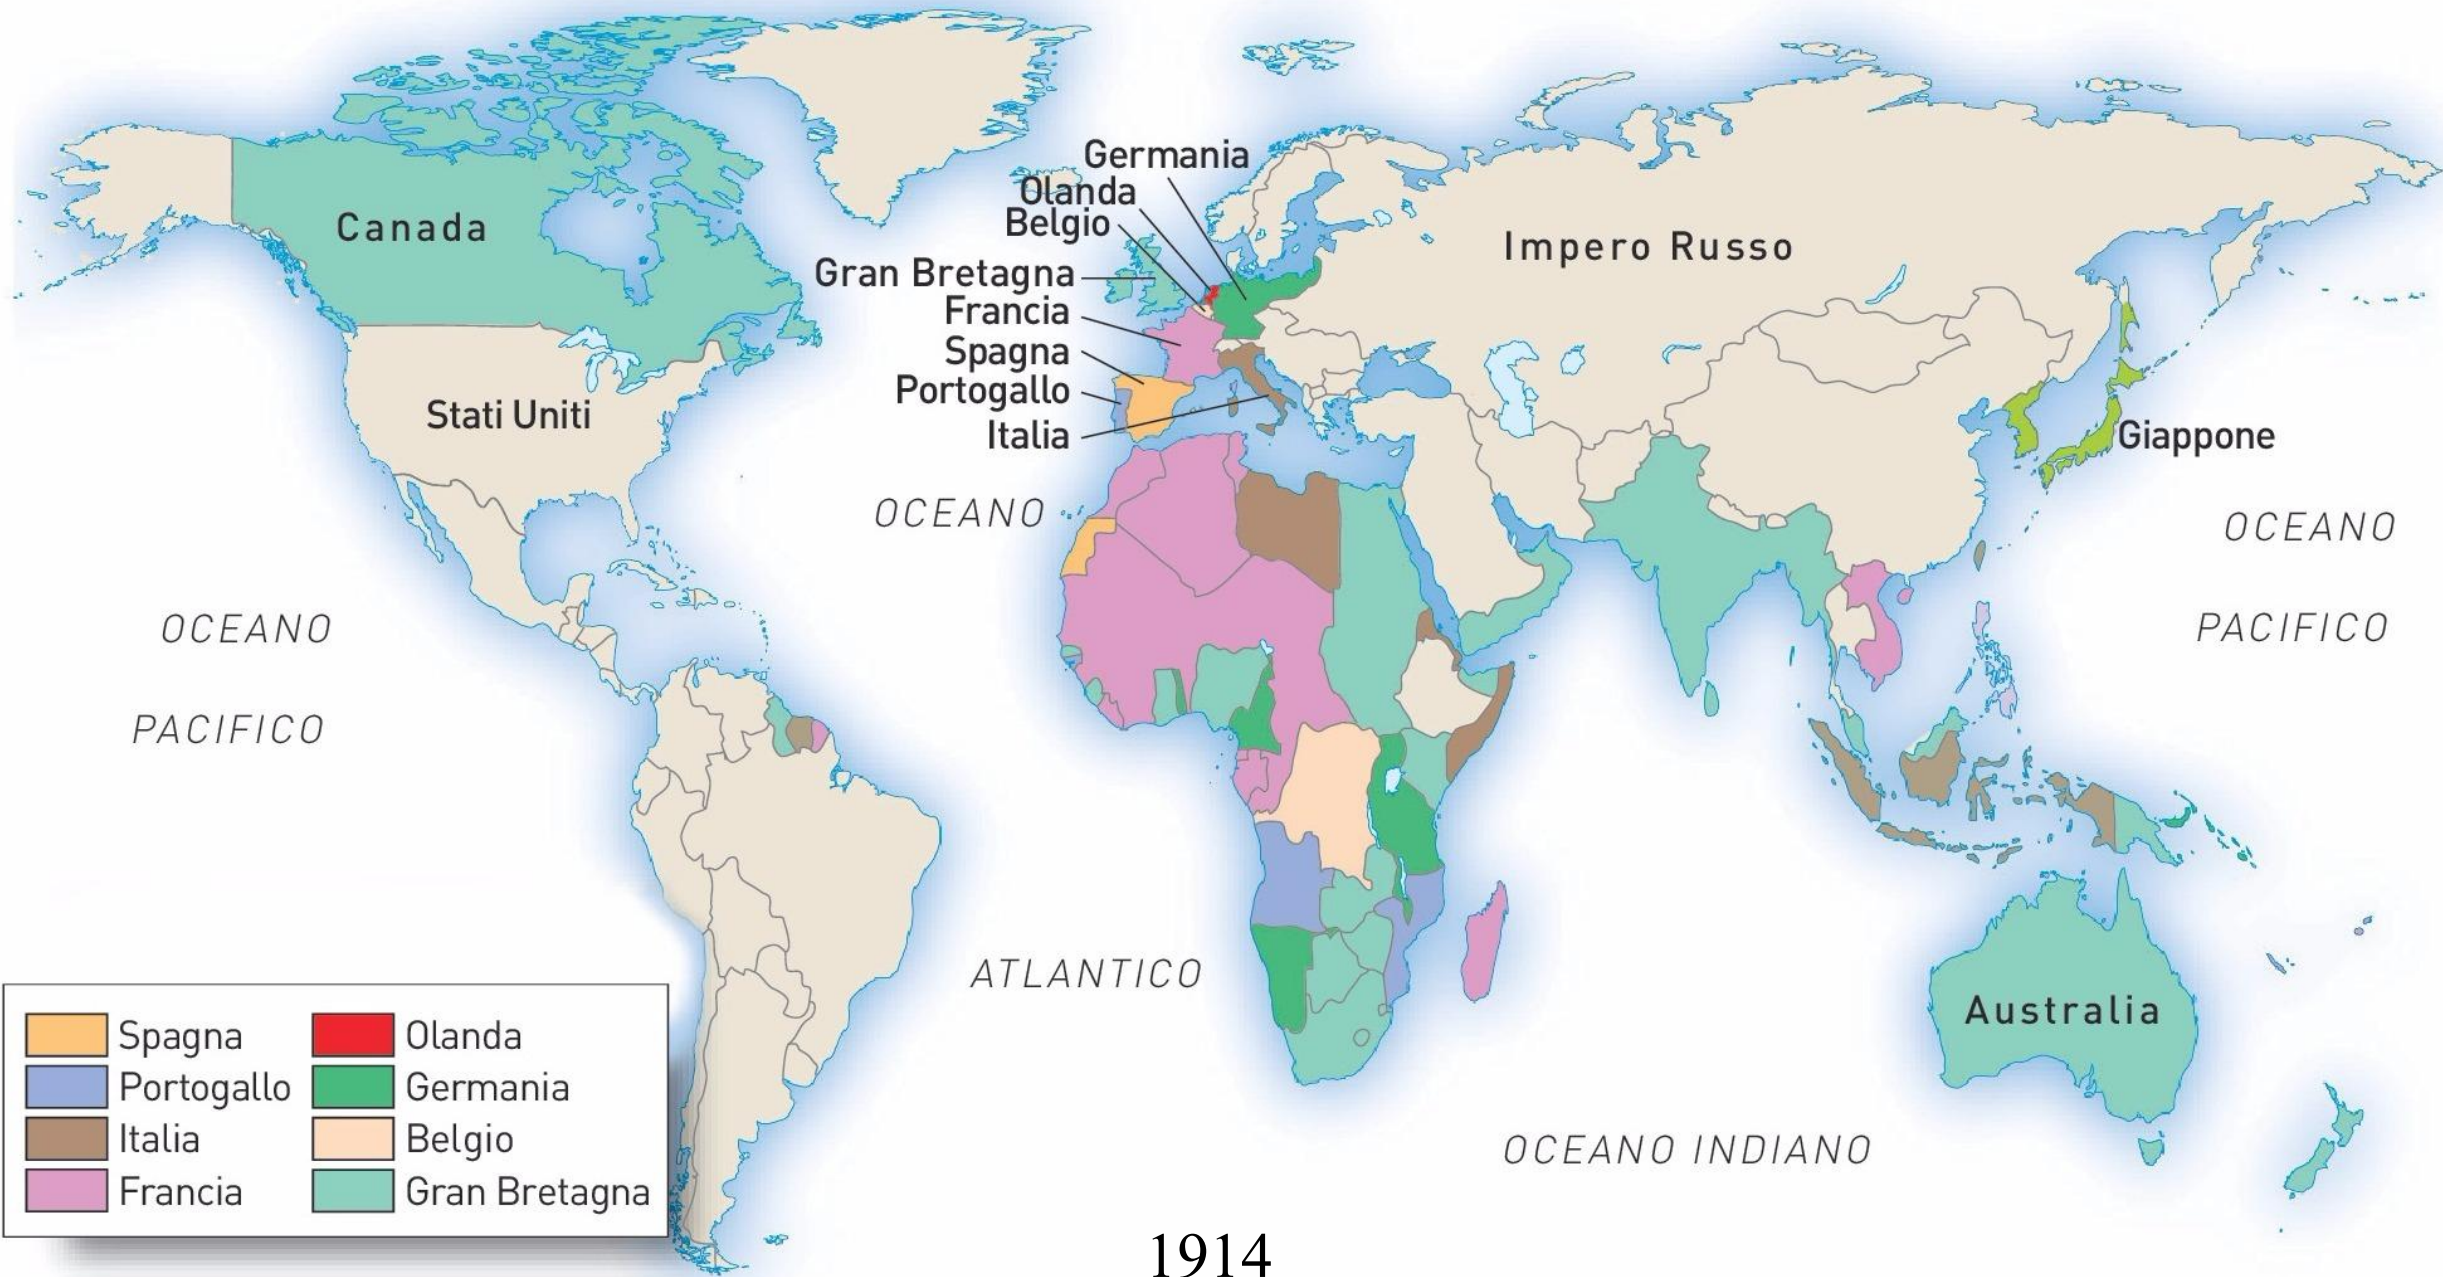 Germania
Olanda
Belgio
Canada
Impero Russo
Gran Bretagna
Francia
Spagna
Stati Uniti
Portogallo
Italia
Giappone
OCEANO
OCEANO
OCEANO
PACIFICO
PACIFICO
ATLANTICO
Australia
OCEANO INDIANO
Spagna
Portogallo
Italia
Francia
Olanda
Germania
Belgio
Gran Bretagna
1914